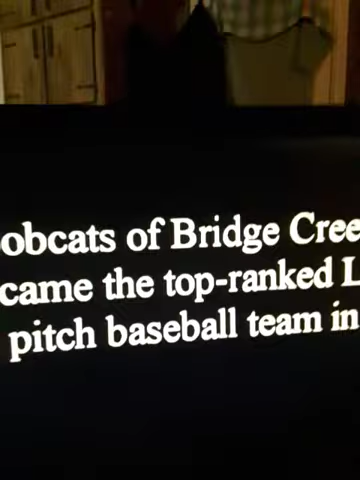 obcats of Bridge Cree
came the top-ranked L
pitch baseball team in